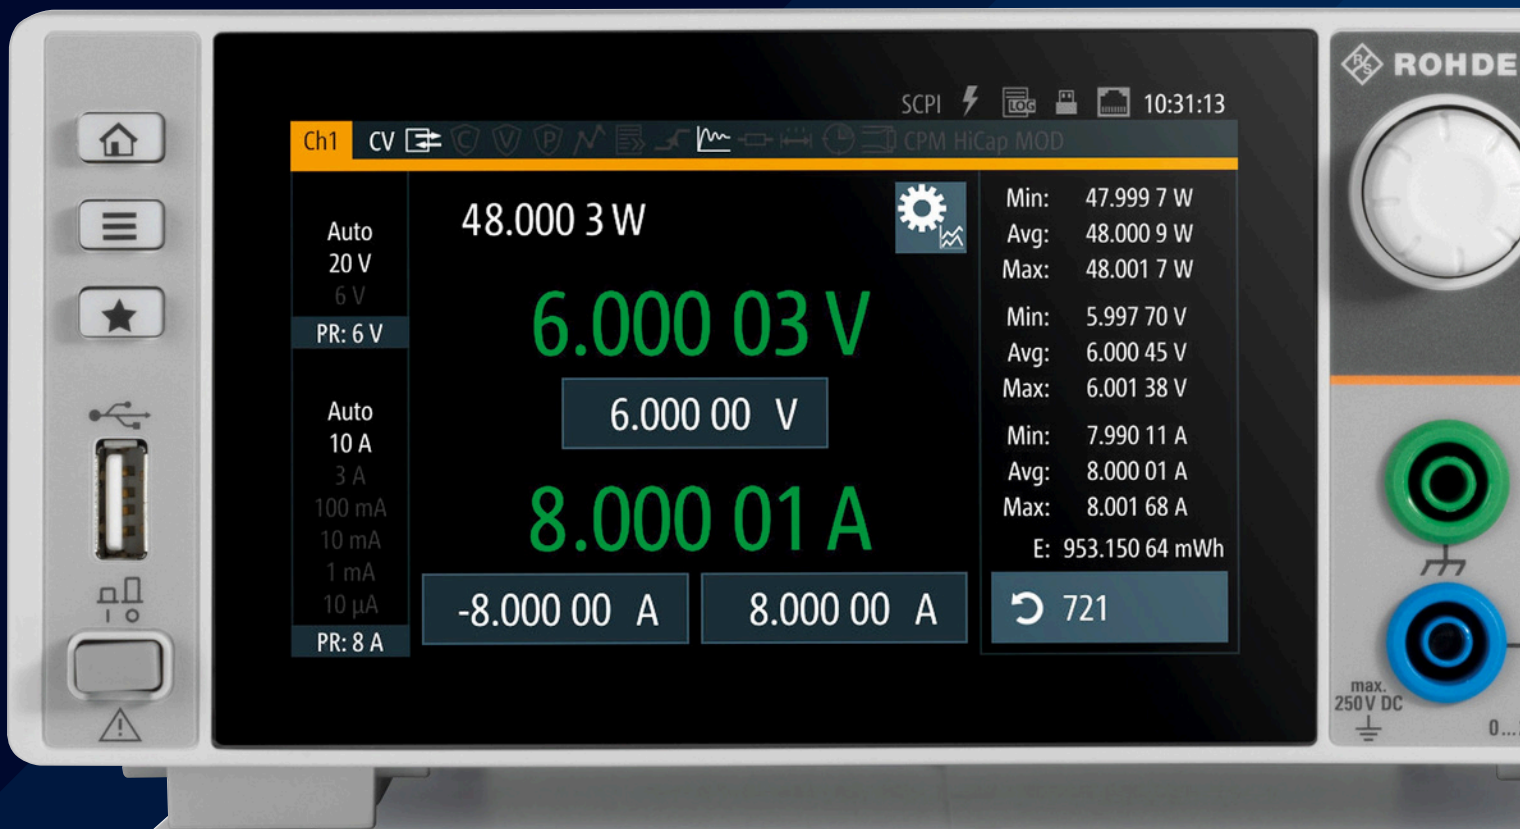 ROHDE
SCPI LOG 10:31:13
Ch1 CV C V P CPM HiCap MOD
Auto
20 V
6 V
PR: 6 V
Auto
10 A
3 A
100 mA
10 mA
1 mA
10 µA
PR: 8 A
48.000 3 W
6.000 03 V
6.000 00 V
8.000 01 A
-8.000 00 A
8.000 00 A
Min: 47.999 7 W
Avg: 48.000 9 W
Max: 48.001 7 W
Min: 5.997 70 V
Avg: 6.000 45 V
Max: 6.001 38 V
Min: 7.990 11 A
Avg: 8.000 01 A
Max: 8.001 68 A
E: 953.150 64 mWh
721
max.
250 V DC